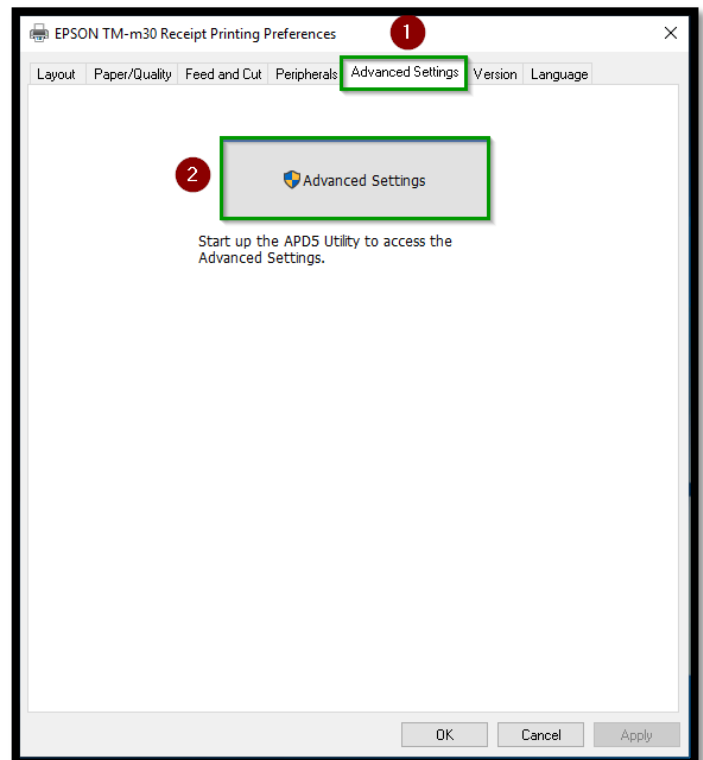 EPSON TM-m30 Receipt Printing Preferences
1
Layout Paper/Quality Feed and Cut Peripherals Advanced Settings Version Language
2
Advanced Settings
Start up the APD5 Utility to access the
Advanced Settings.
OK Cancel Apply